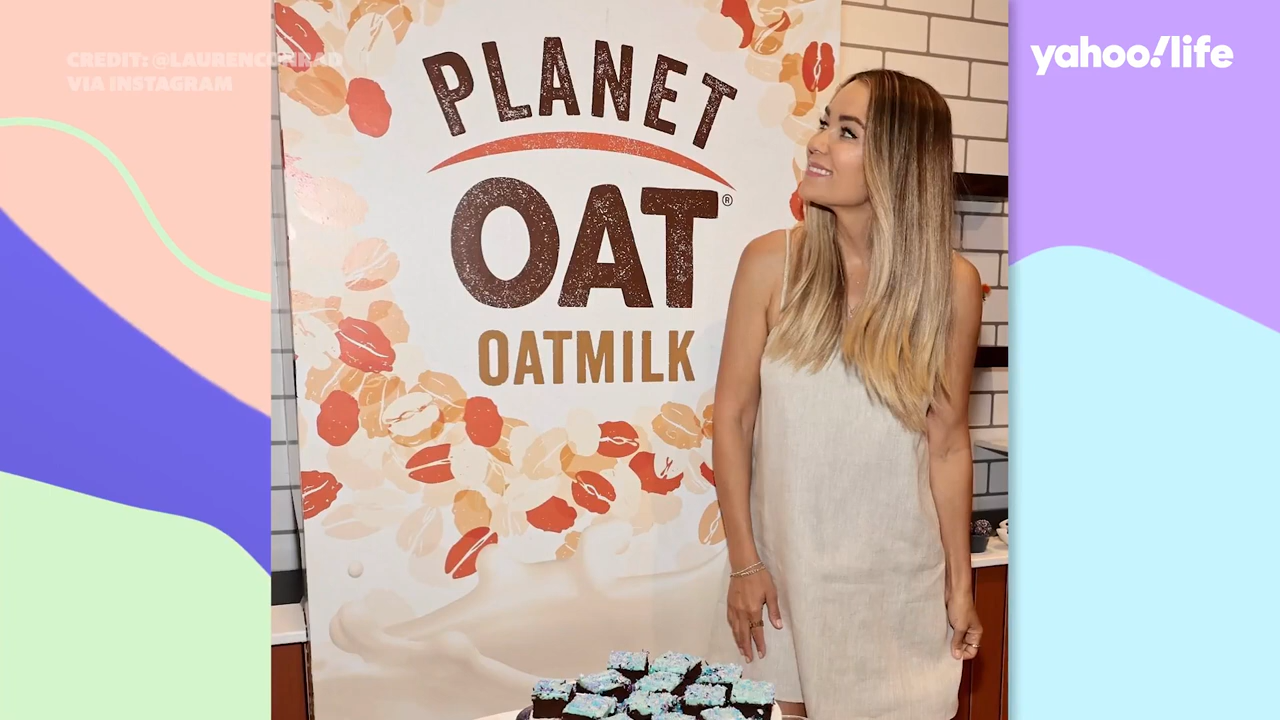 CREDIT: @LAURENCONRAD
VIA INSTAGRAM
yahoo!life
PLANET
OAT®
OATMILK